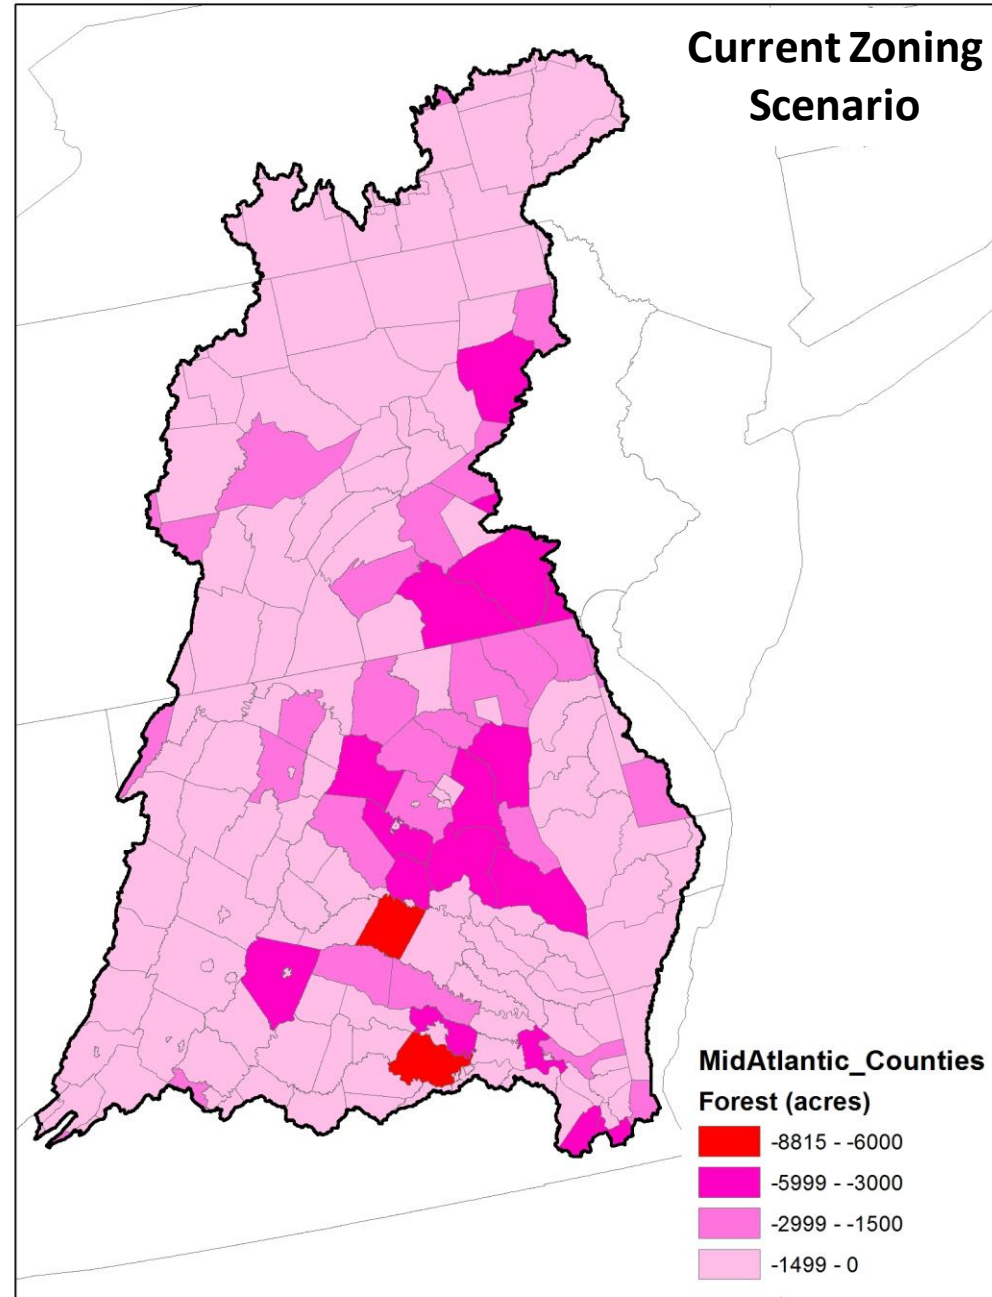 Current Zoning
Scenario
MidAtlantic_Counties
Forest (acres)
-8815 - -6000
-5999 - -3000
-2999 - -1500
-1499 - 0